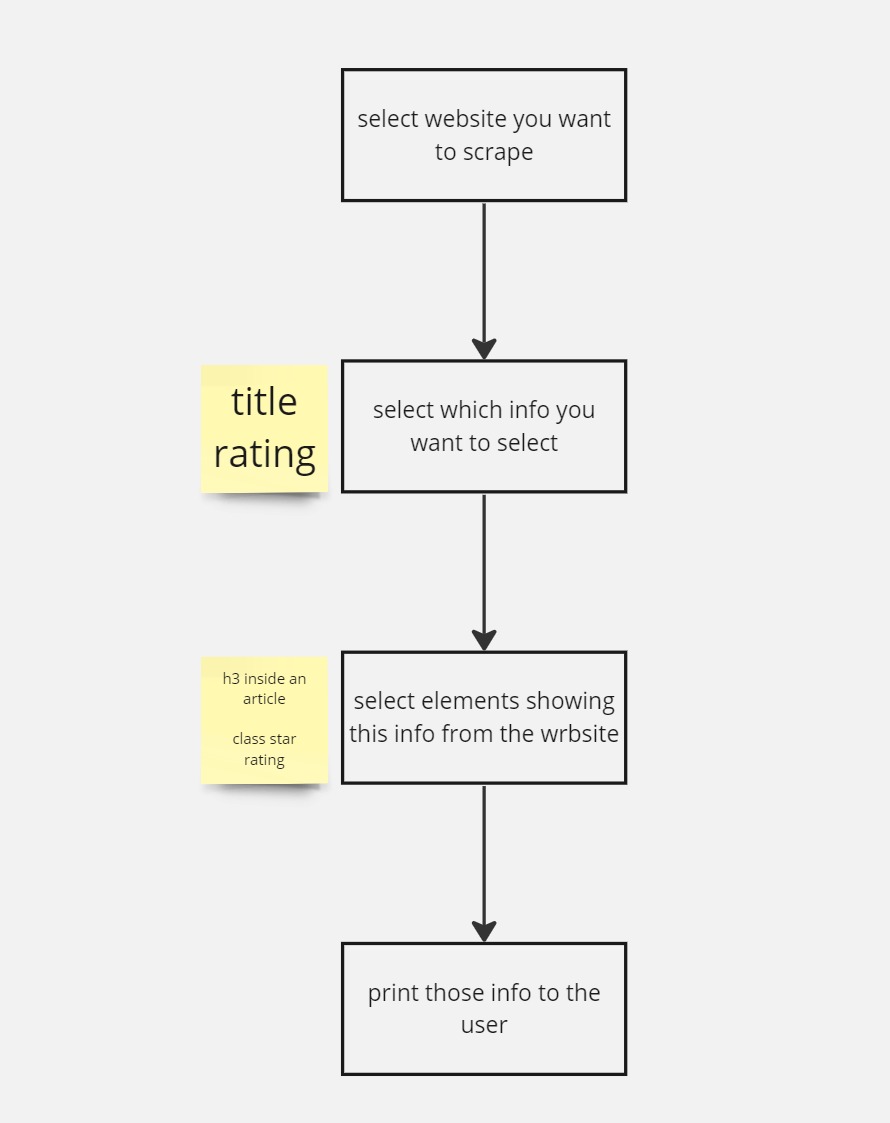 select website you want
to scrape
title
rating
select which info you
want to select
h3 inside an
article
class star
rating
select elements showing
this info from the wrbsite
print those info to the
user